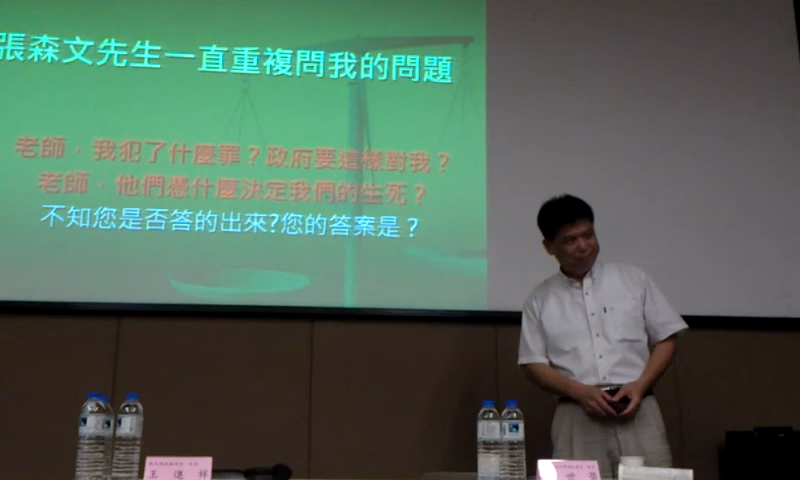 張森文先生一直重複問我的問題
老師，我犯了什麼罪？政府要這樣對我？
老師，他們憑什麼決定我們的生死？
不知您是否答的出來?您的答案是？
王 德 祥